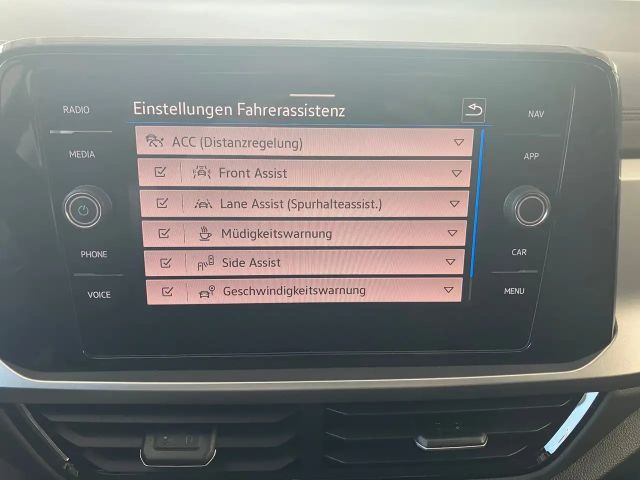 RADIO
MEDIA
PHONE
VOICE
Einstellungen Fahrerassistenz
ACC (Distanzregelung)
Front Assist
Lane Assist (Spurhalteassist.)
Müdigkeitswarnung
Side Assist
Geschwindigkeitswarnung
NAV
APP
CAR
MENU